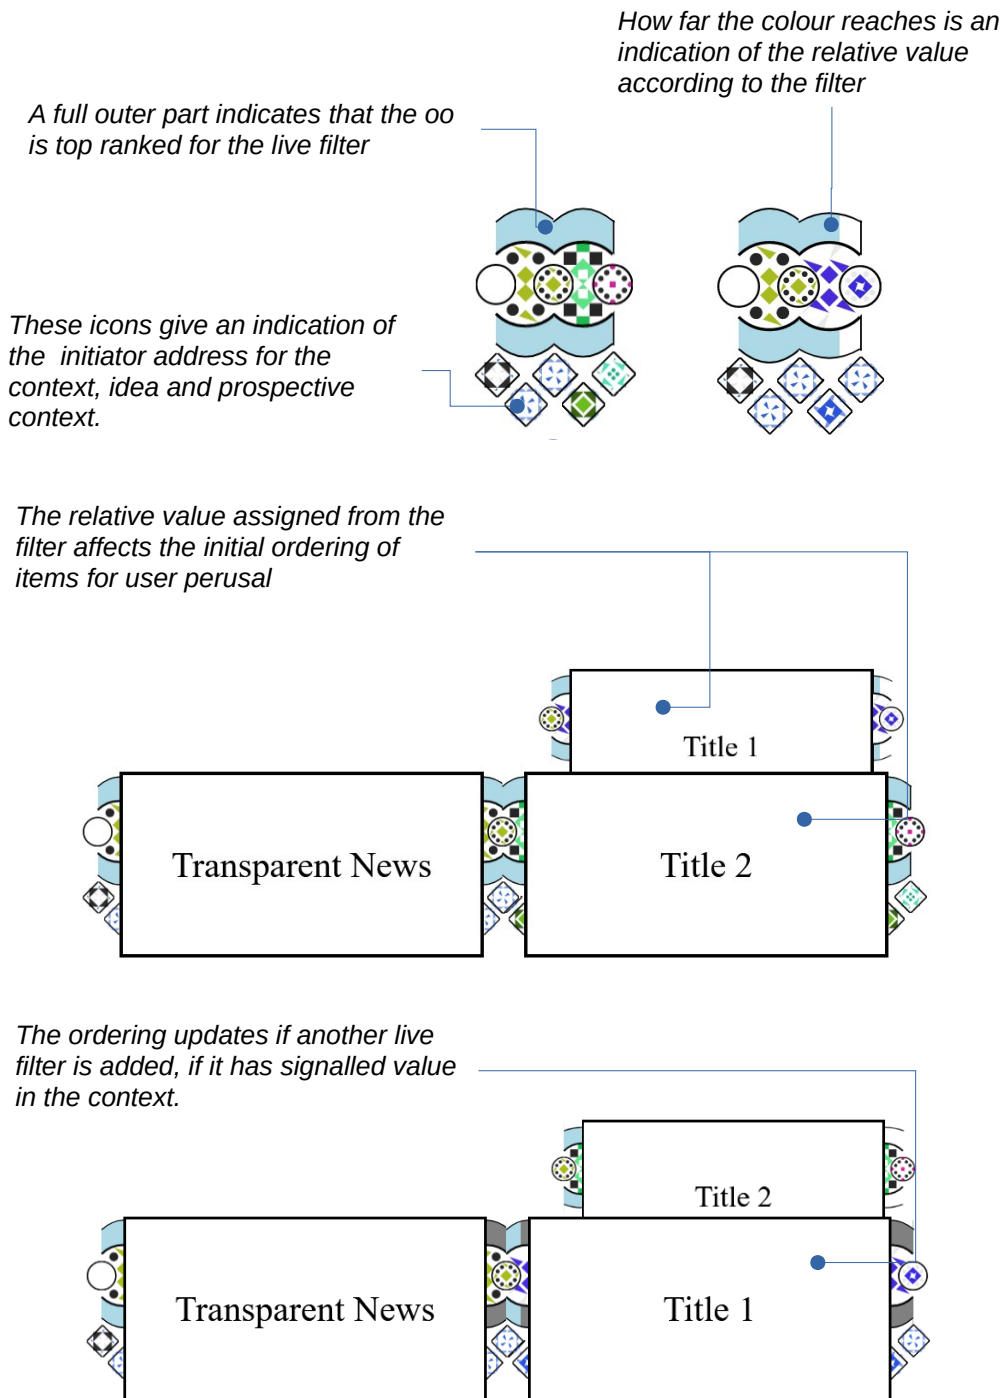 How far the colour reaches is an
indication of the relative value
according to the filter
A full outer part indicates that the oo
is top ranked for the live filter
These icons give an indication of
the initiator address for the
context, idea and prospective
context.
The relative value assigned from the
filter affects the initial ordering of
items for user perusal
Title 1
Transparent News
Title 2
The ordering updates if another live
filter is added, if it has signalled value
in the context.
Title 2
Transparent News
Title 1